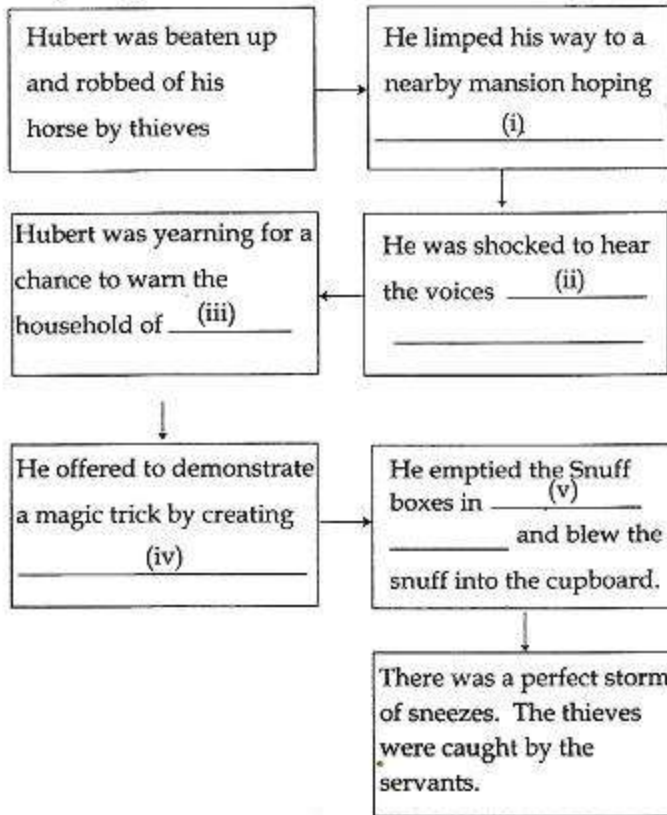 Hubert was beaten up
and robbed of his
horse by thieves
He limped his way to a
nearby mansion hoping
(i)
He was shocked to hear
the voices (ii)
Hubert was yearning for a
chance to warn the
household of (iii)
He offered to demonstrate
a magic trick by creating
(iv)
He emptied the Snuff
boxes in (v)
and blew the
snuff into the cupboard.
There was a perfect storm
of sneezes. The thieves
were caught by the
servants.